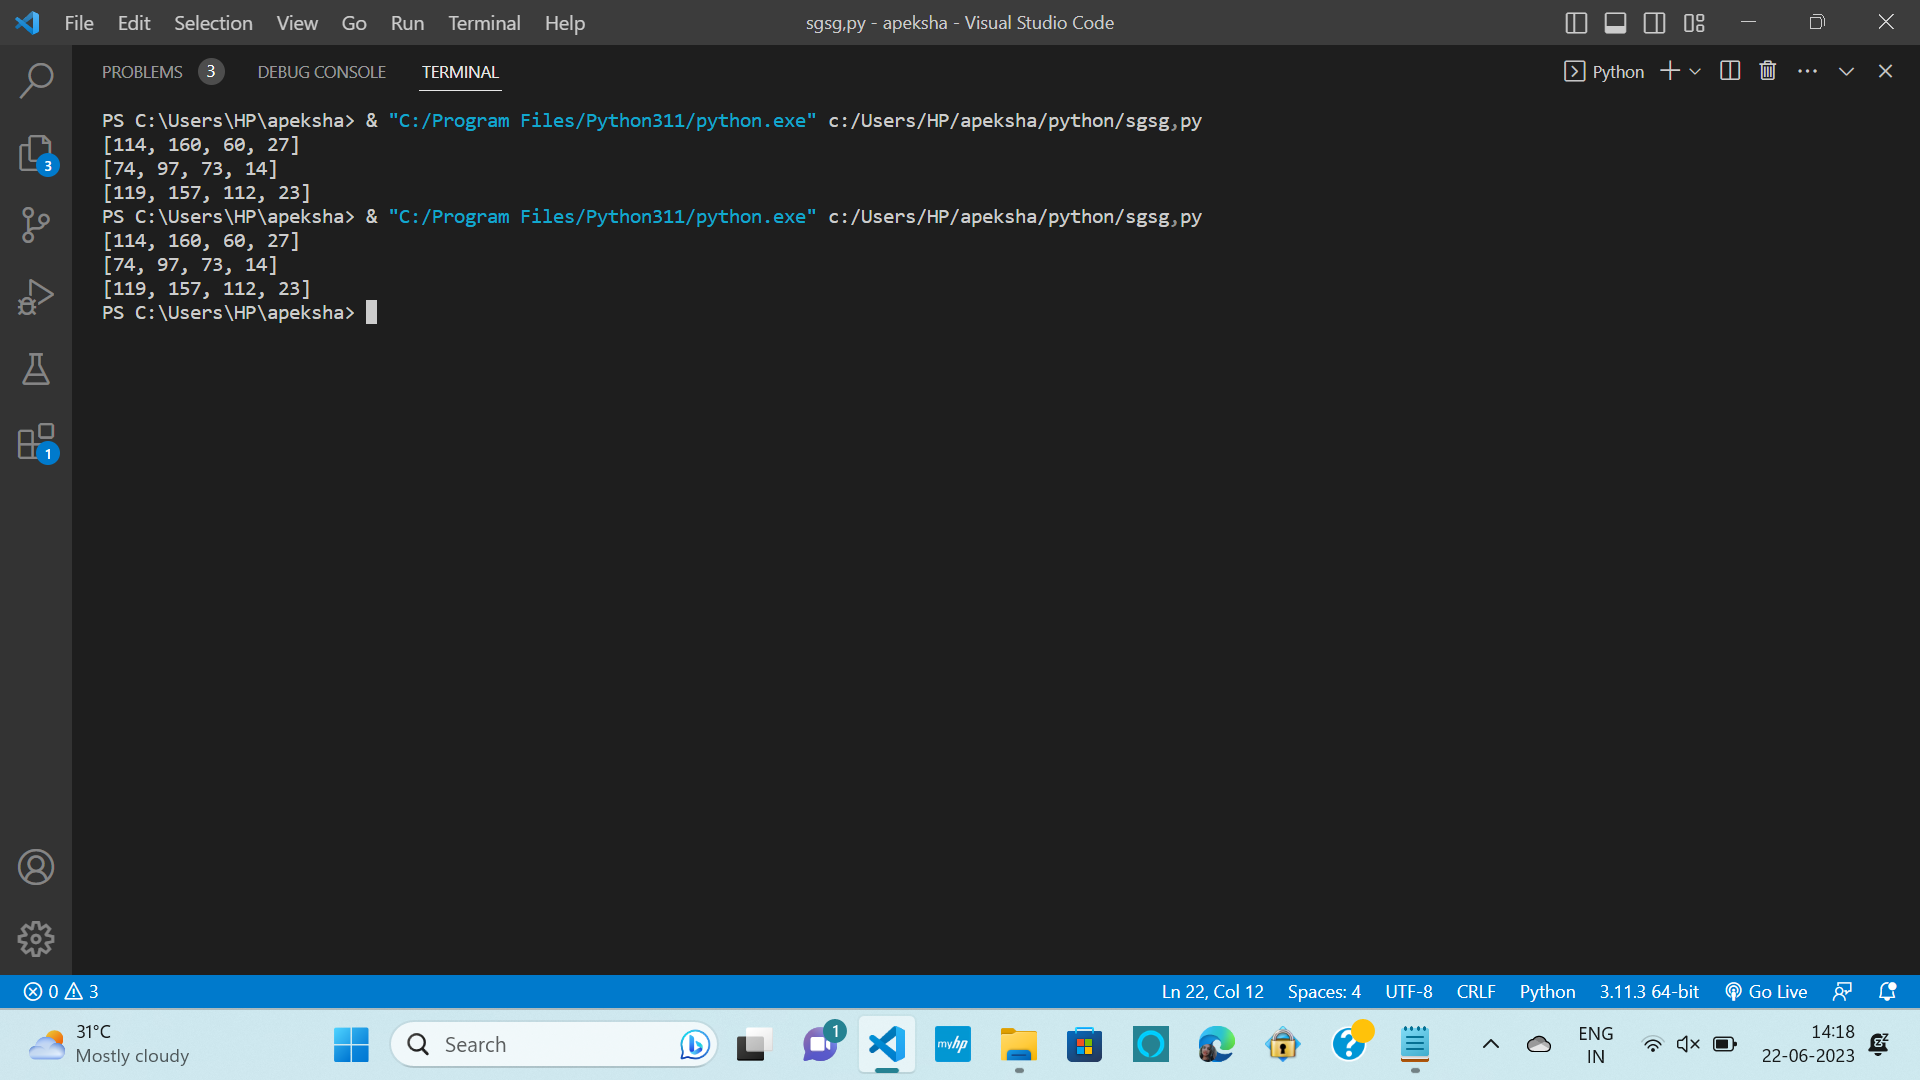 File Edit Selection View Go Run Terminal Help
sgsg,py - apeksha - Visual Studio Code
PROBLEMS 3 DEBUG CONSOLE TERMINAL
Python
PS C:\Users\HP\apeksha> & "C:/Program Files/Python311/python.exe" c:/Users/HP/apeksha/python/sgsg,py
[114, 160, 60, 27]
[74, 97, 73, 14]
[119, 157, 112, 23]
PS C:\Users\HP\apeksha> & "C:/Program Files/Python311/python.exe" c:/Users/HP/apeksha/python/sgsg,py
[114, 160, 60, 27]
[74, 97, 73, 14]
[119, 157, 112, 23]
PS C:\Users\HP\apeksha>
3
1
0 3
Ln 22, Col 12 Spaces: 4 UTF-8 CRLF Python 3.11.3 64-bit Go Live
31°C
Mostly cloudy
Search
1
myhp
ENG
IN
14:18
22-06-2023